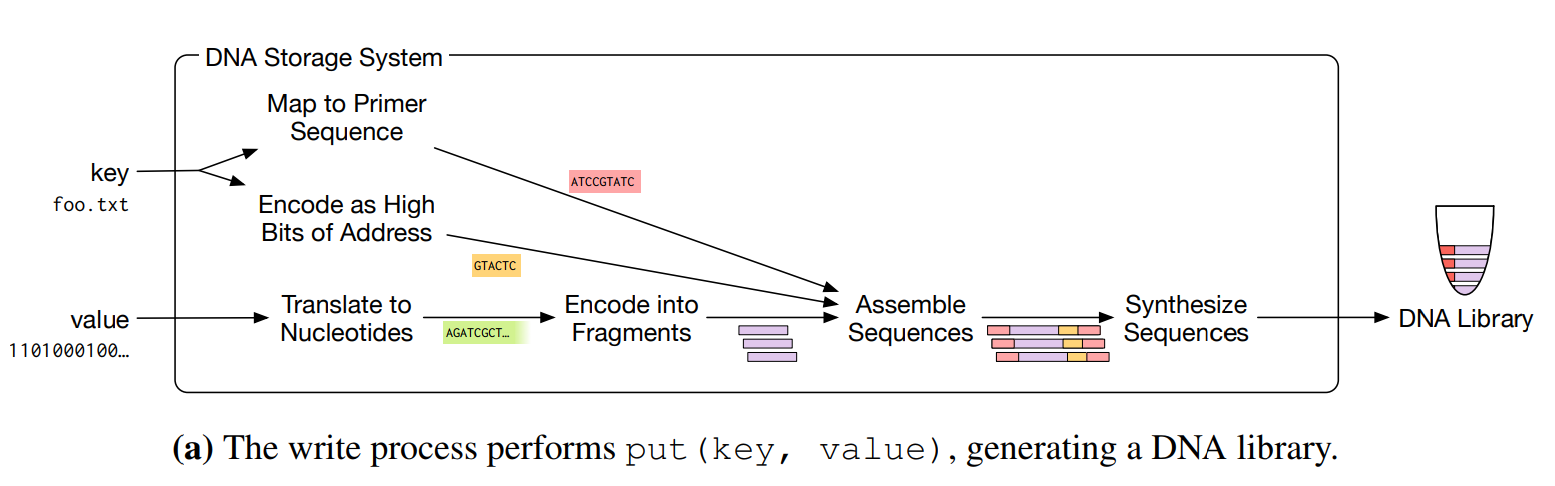 DNA Storage System
Map to Primer
Sequence
key
foo.txt
ATCCGTATC
Encode as High
Bits of Address
GTACTC
value
1101000100…
Translate to
Nucleotides
AGATCGCT…
Encode into
Fragments
Assemble
Sequences
Synthesize
Sequences
DNA Library
(a) The write process performs put(key, value), generating a DNA library.